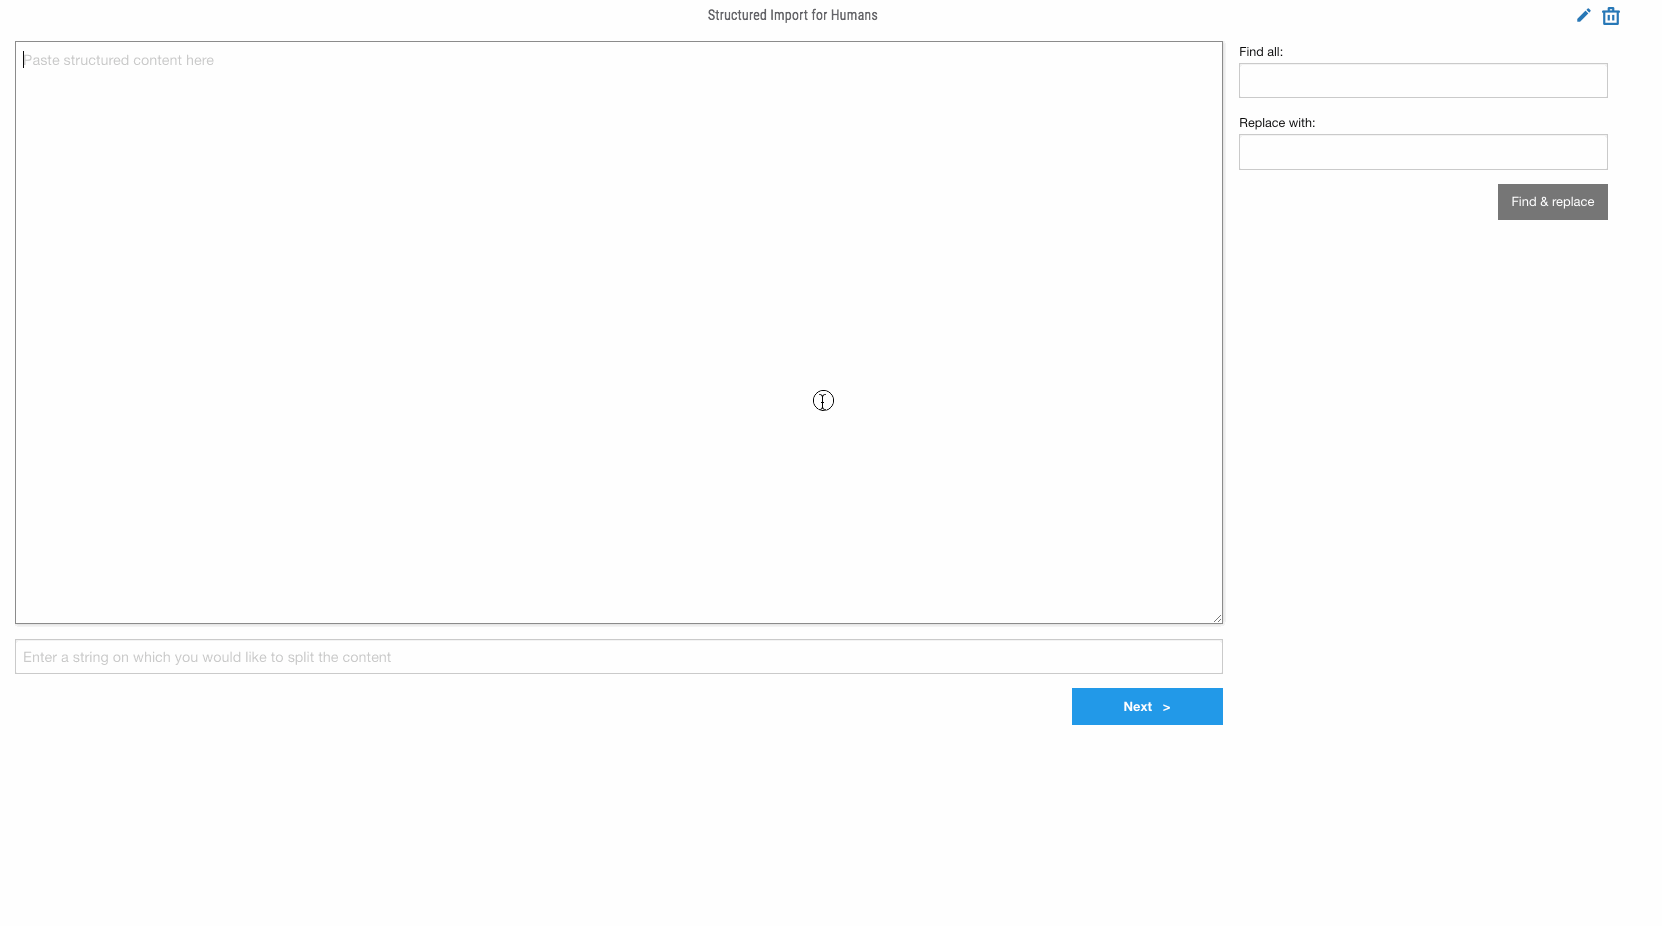 Structured Import for Humans
Paste structured content here
Find all:
Replace with:
Find & replace
Enter a string on which you would like to split the content
Next >